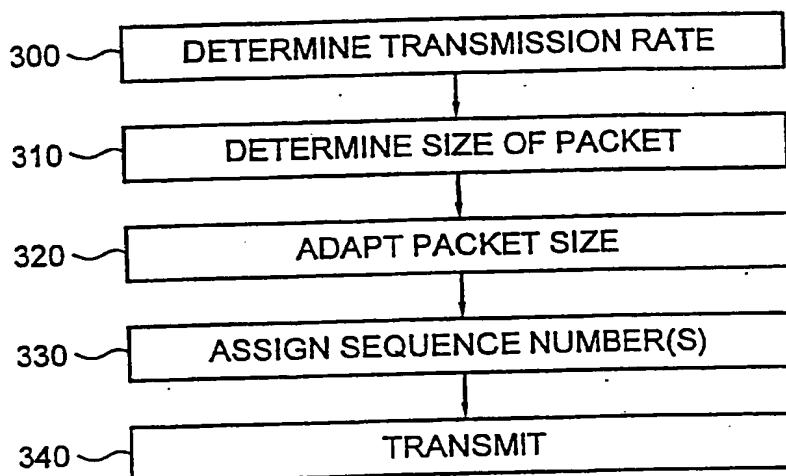 300 DETERMINE TRANSMISSION RATE
310 DETERMINE SIZE OF PACKET
320 ADAPT PACKET SIZE
330 ASSIGN SEQUENCE NUMBER(S)
340 TRANSMIT